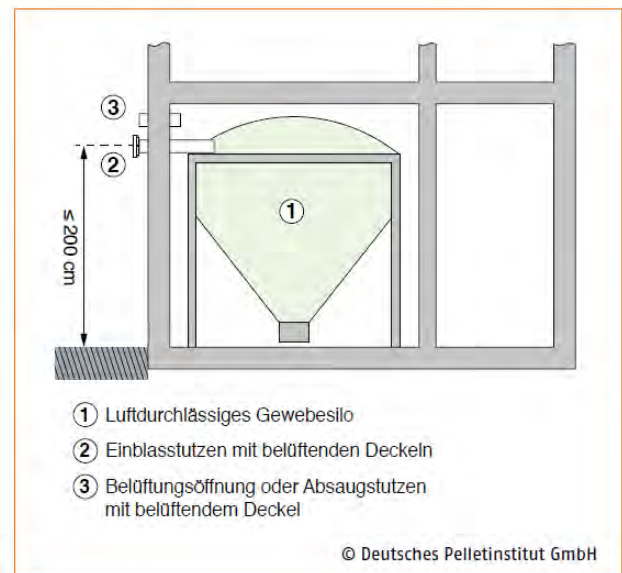 3
2
1
≤ 200 cm
1 Luftdurchlässiges Gewebesilo
2 Einblasstutzen mit belüftenden Deckeln
3 Belüftungsöffnung oder Absaugstutzen
mit belüftendem Deckel
© Deutsches Pelletinstitut GmbH